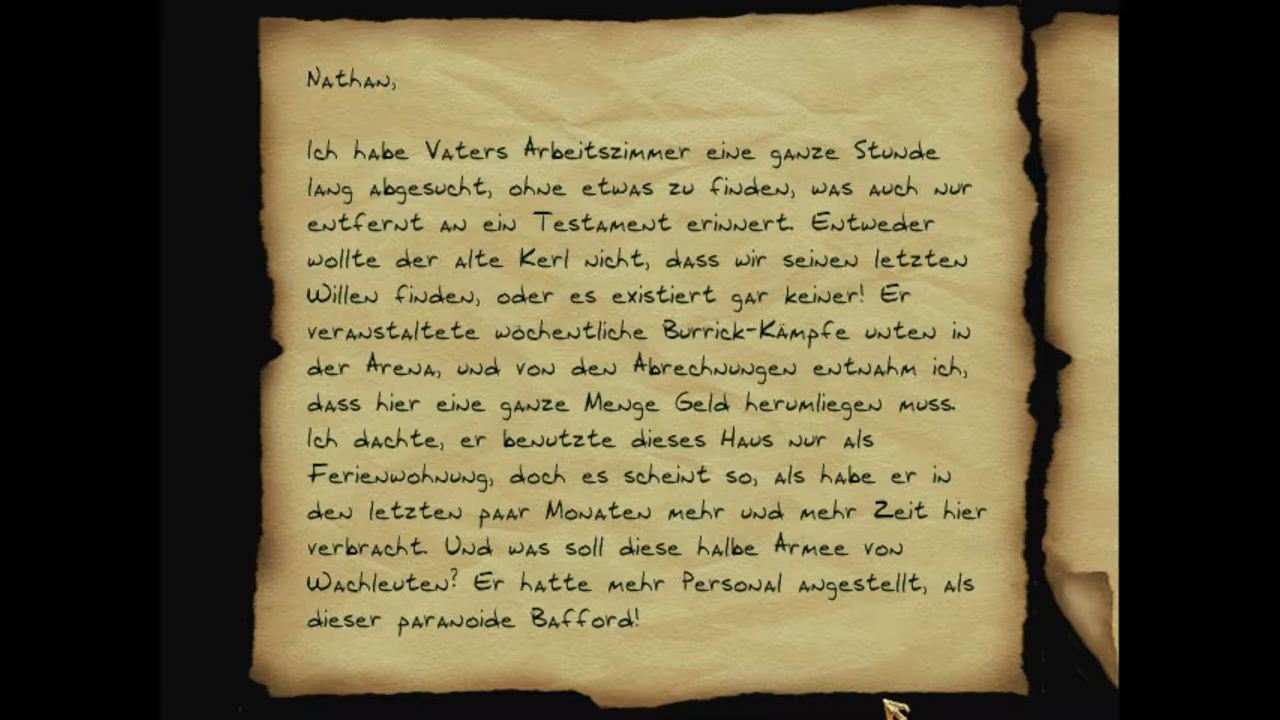 Nathan,
Ich habe Vaters Arbeitszimmer eine ganze Stunde
lang abgesucht, ohne etwas zu finden, was auch nur
entfernt an ein Testament erinnert. Entweder
wollte der alte Kerl nicht, dass wir seinen letzten
Willen finden, oder es existiert gar keiner! Er
veranstaltete wöchentliche Burrick-Kämpfe unten in
der Arena, und von den Abrechnungen entnahm ich,
dass hier eine ganze Menge Geld herumliegen muss.
Ich dachte, er benutzte dieses Haus nur als
Ferienwohnung, doch es scheint so, als habe er in
den letzten paar Monaten mehr und mehr Zeit hier
verbracht. Und was soll diese halbe Armee von
Wachleuten? Er hatte mehr Personal angestellt, als
dieser paranoide Bafford!